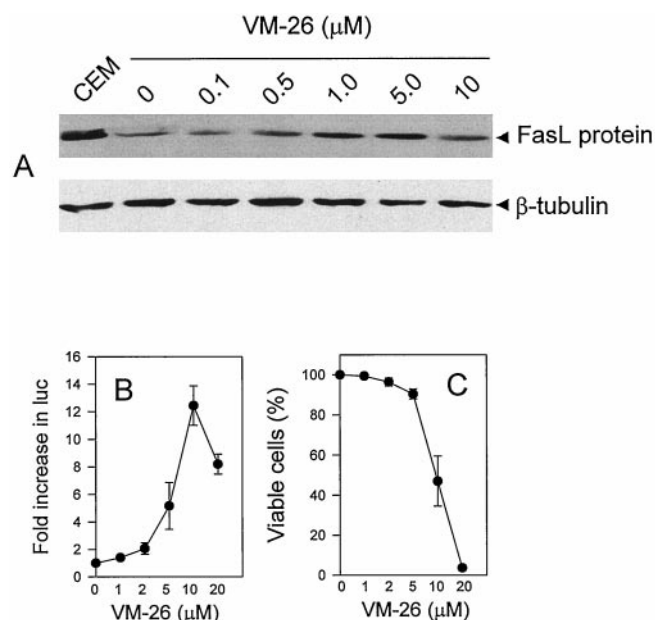 VM-26 (μM)
CEM 0 0.1 0.5 1.0 5.0 10
FasL protein
A
β-tubulin
B
Fold increase in luc
16
14
12
10
8
6
4
2
0
0 1 2 5 10 20
VM-26 (μM)
C
Viable cells (%)
100
80
60
40
20
0
0 1 2 5 10 20
VM-26 (μM)